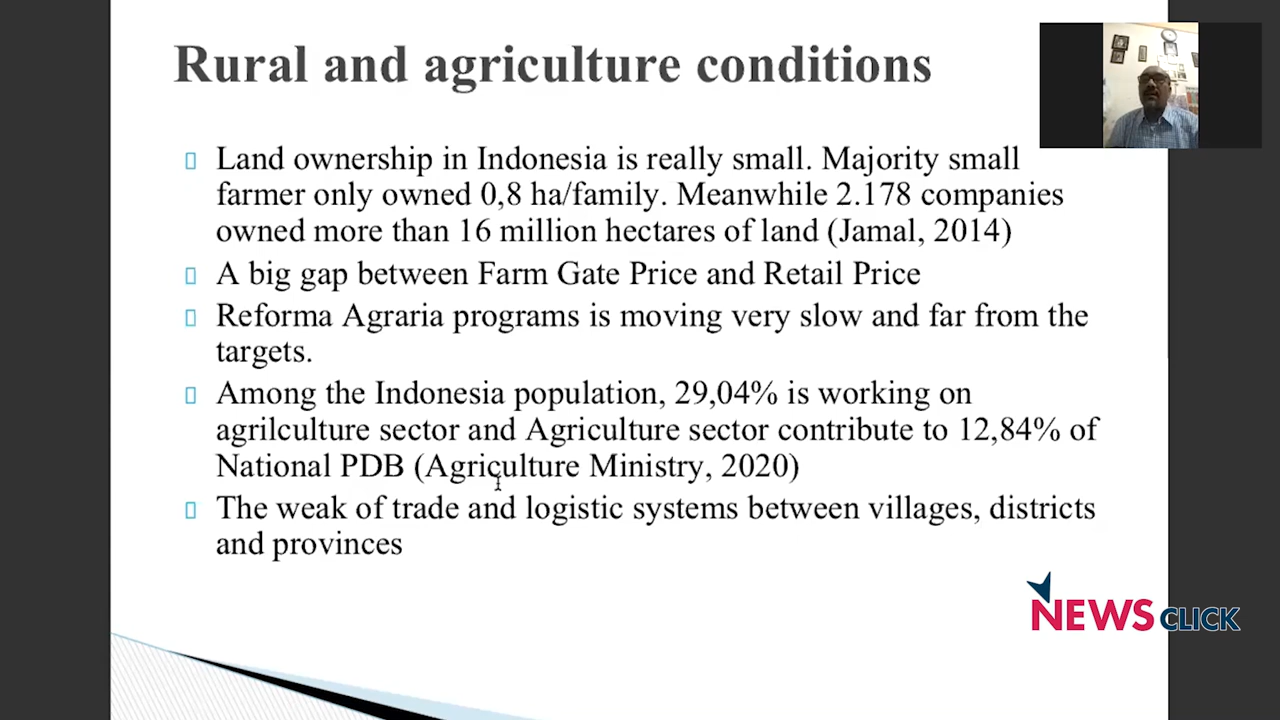 Rural and agriculture conditions
Land ownership in Indonesia is really small. Majority small
farmer only owned 0,8 ha/family. Meanwhile 2.178 companies
owned more than 16 million hectares of land (Jamal, 2014)
A big gap between Farm Gate Price and Retail Price
Reforma Agraria programs is moving very slow and far from the
targets.
Among the Indonesia population, 29,04% is working on
agrilculture sector and Agriculture sector contribute to 12,84% of
National PDB (Agriculture Ministry, 2020)
The weak of trade and logistic systems between villages, districts
and provinces
NEWSCLICK